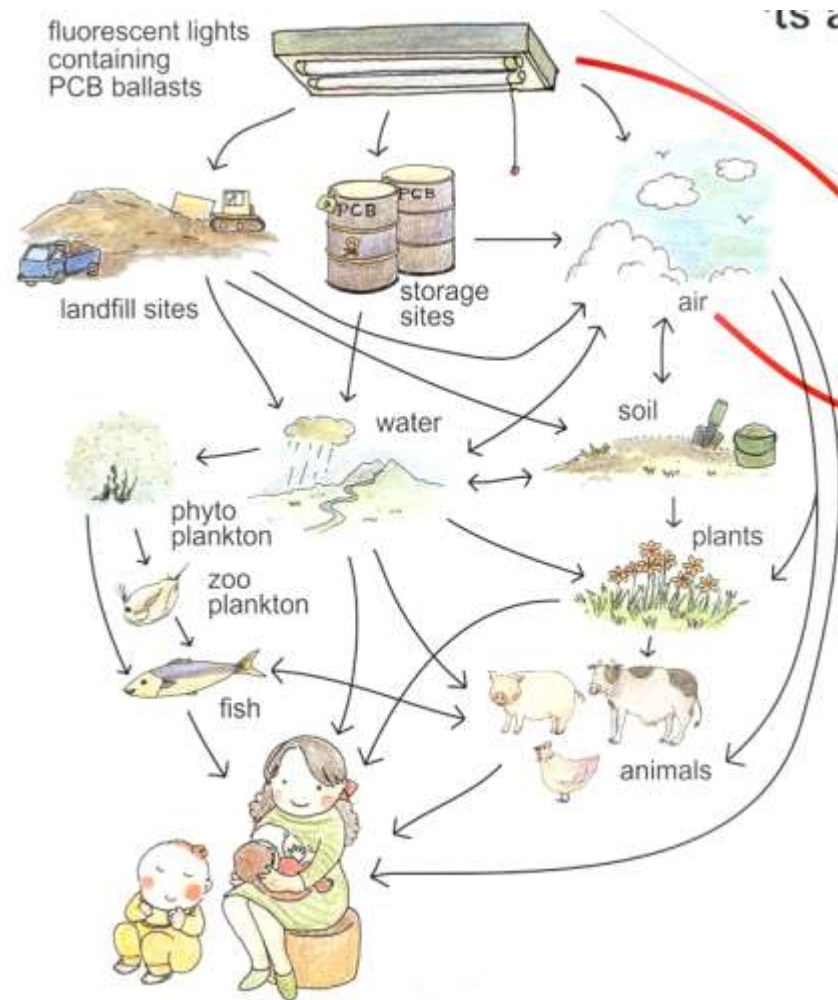 fluorescent lights
containing
PCB ballasts
PCB
PCB
landfill sites
storage
sites
air
water
soil
phyto
plankton
plants
zoo
plankton
fish
animals